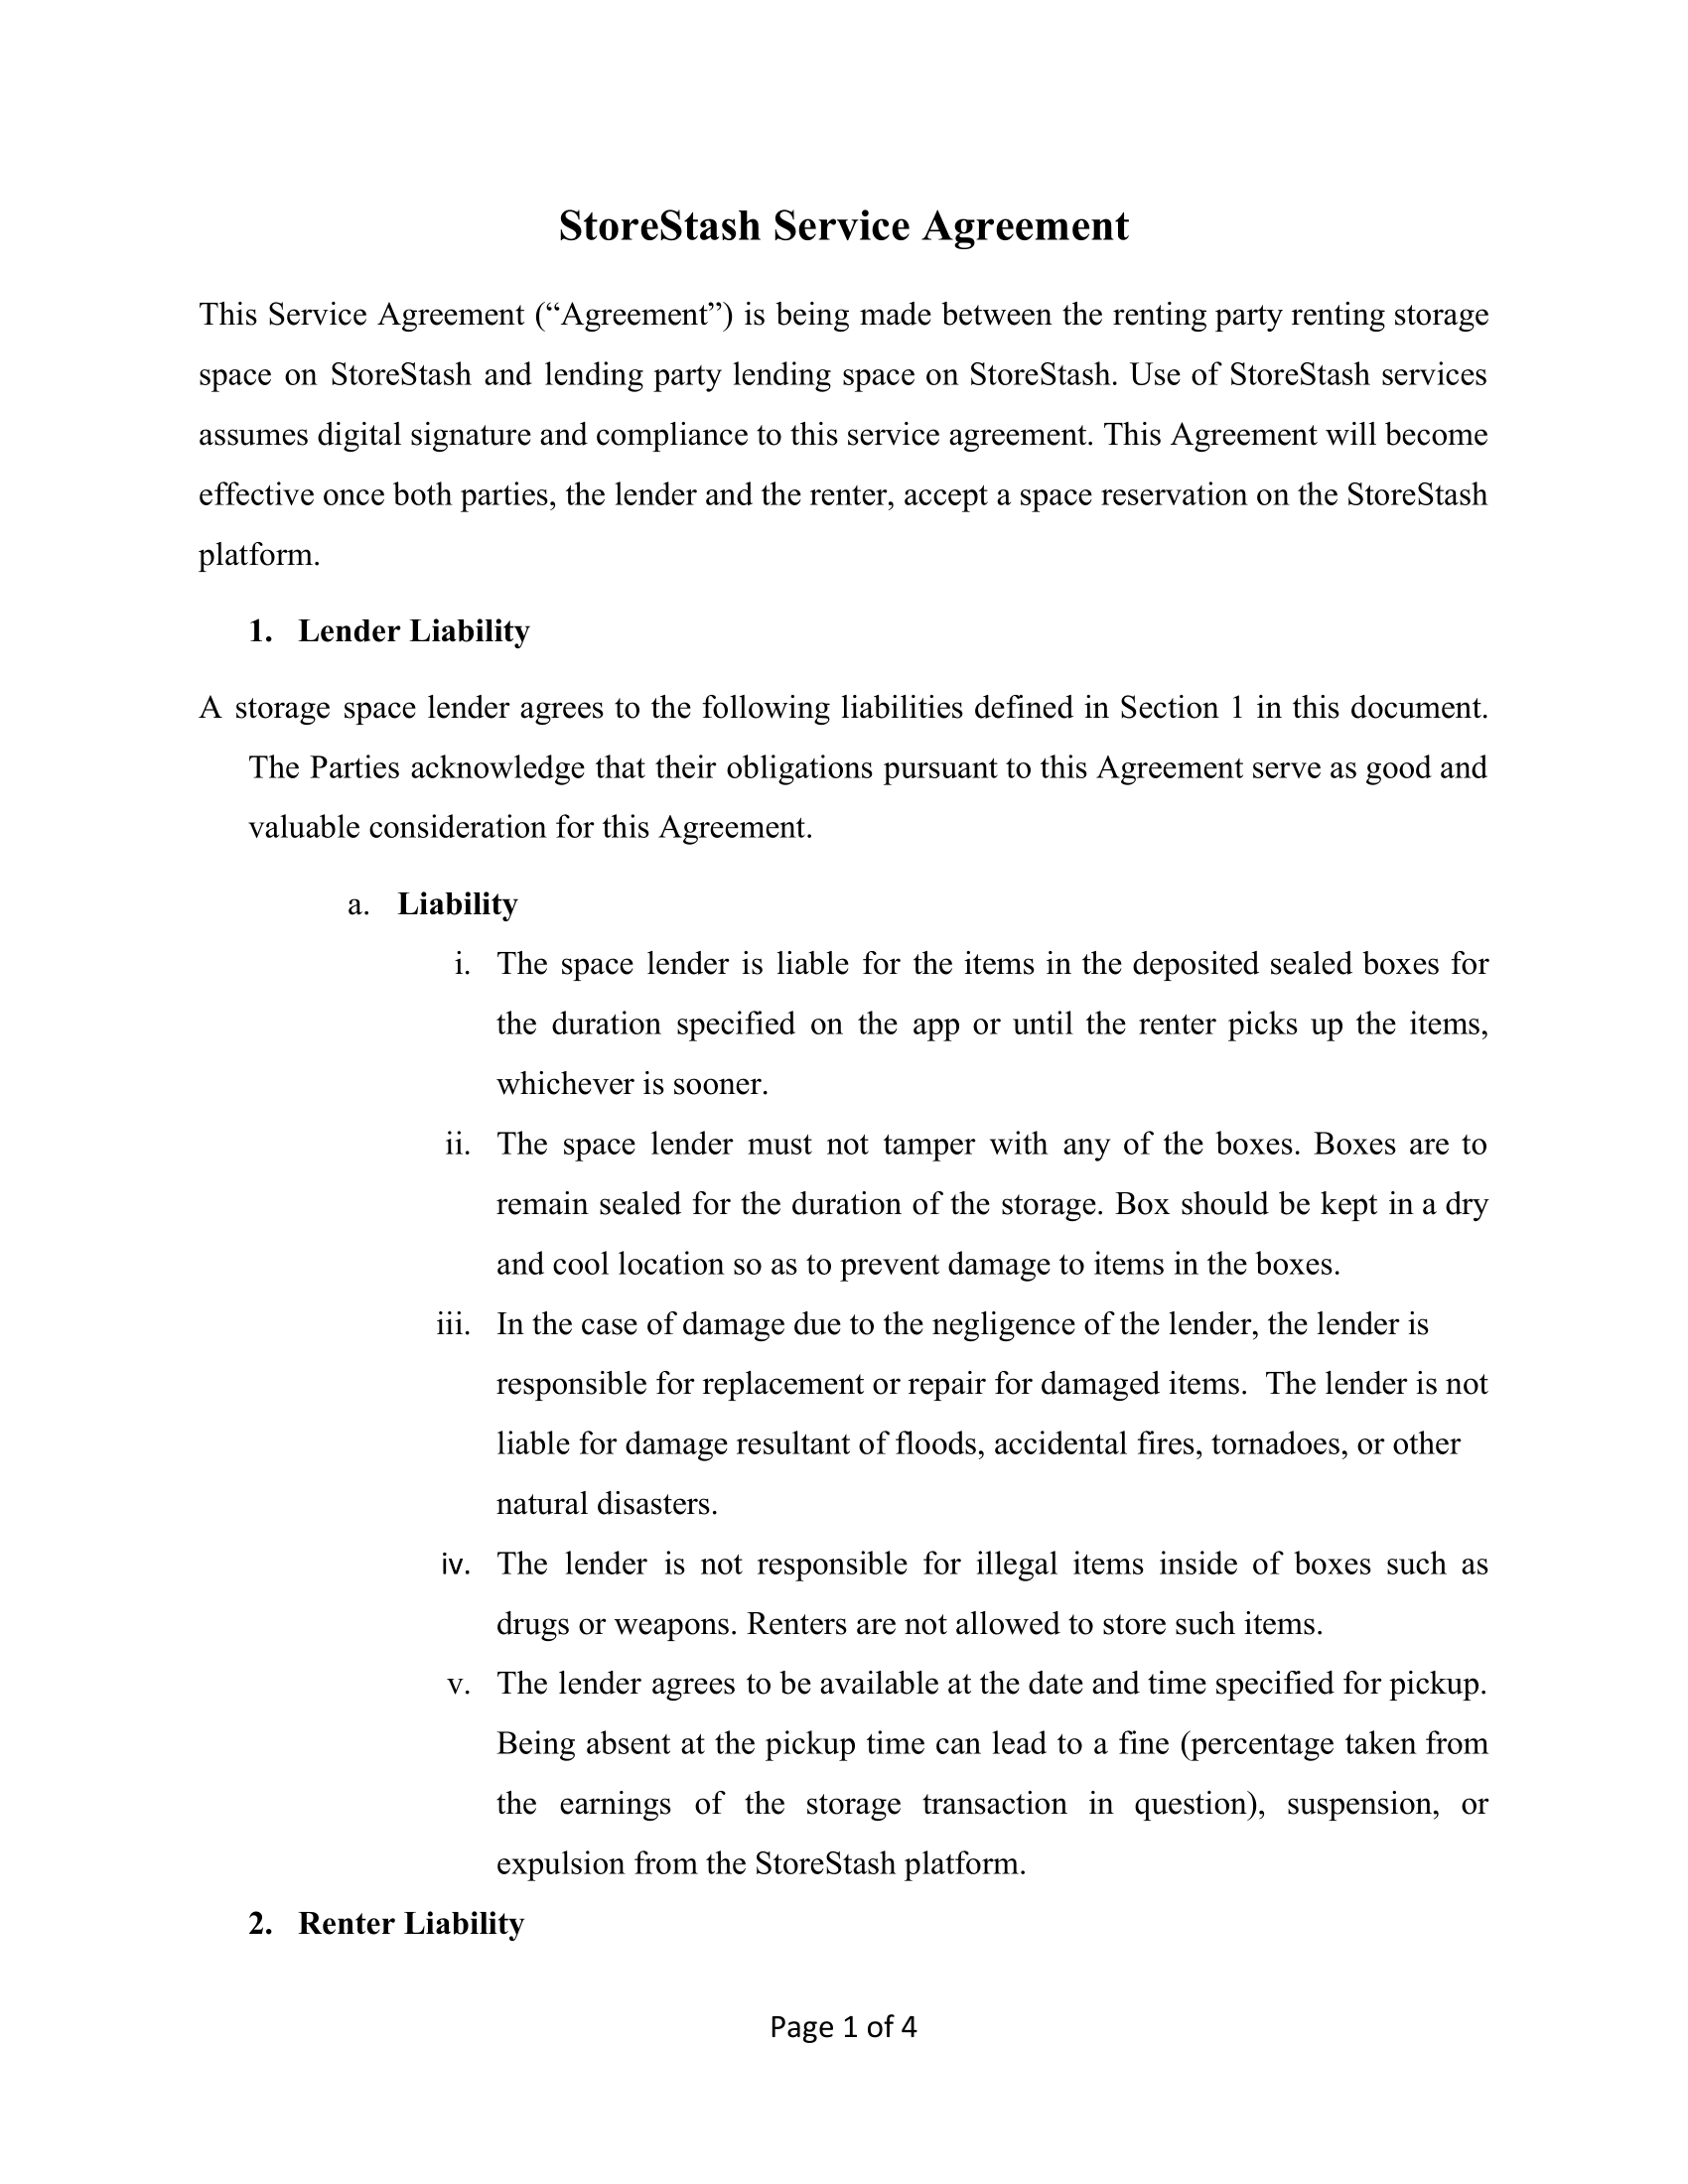 StoreStash Service Agreement
This Service Agreement (“Agreement”) is being made between the renting party renting storage
space on StoreStash and lending party lending space on StoreStash. Use of StoreStash services
assumes digital signature and compliance to this service agreement. This Agreement will become
effective once both parties, the lender and the renter, accept a space reservation on the StoreStash
platform.
1. Lender Liability
A storage space lender agrees to the following liabilities defined in Section 1 in this document.
The Parties acknowledge that their obligations pursuant to this Agreement serve as good and
valuable consideration for this Agreement.
a. Liability
i. The space lender is liable for the items in the deposited sealed boxes for
the duration specified on the app or until the renter picks up the items,
whichever is sooner.
ii. The space lender must not tamper with any of the boxes. Boxes are to
remain sealed for the duration of the storage. Box should be kept in a dry
and cool location so as to prevent damage to items in the boxes.
iii. In the case of damage due to the negligence of the lender, the lender is
responsible for replacement or repair for damaged items.  The lender is not
liable for damage resultant of floods, accidental fires, tornadoes, or other
natural disasters.
iv. The lender is not responsible for illegal items inside of boxes such as
drugs or weapons. Renters are not allowed to store such items.
v. The lender agrees to be available at the date and time specified for pickup.
Being absent at the pickup time can lead to a fine (percentage taken from
the earnings of the storage transaction in question), suspension, or
expulsion from the StoreStash platform.
2. Renter Liability
Page 1 of 4